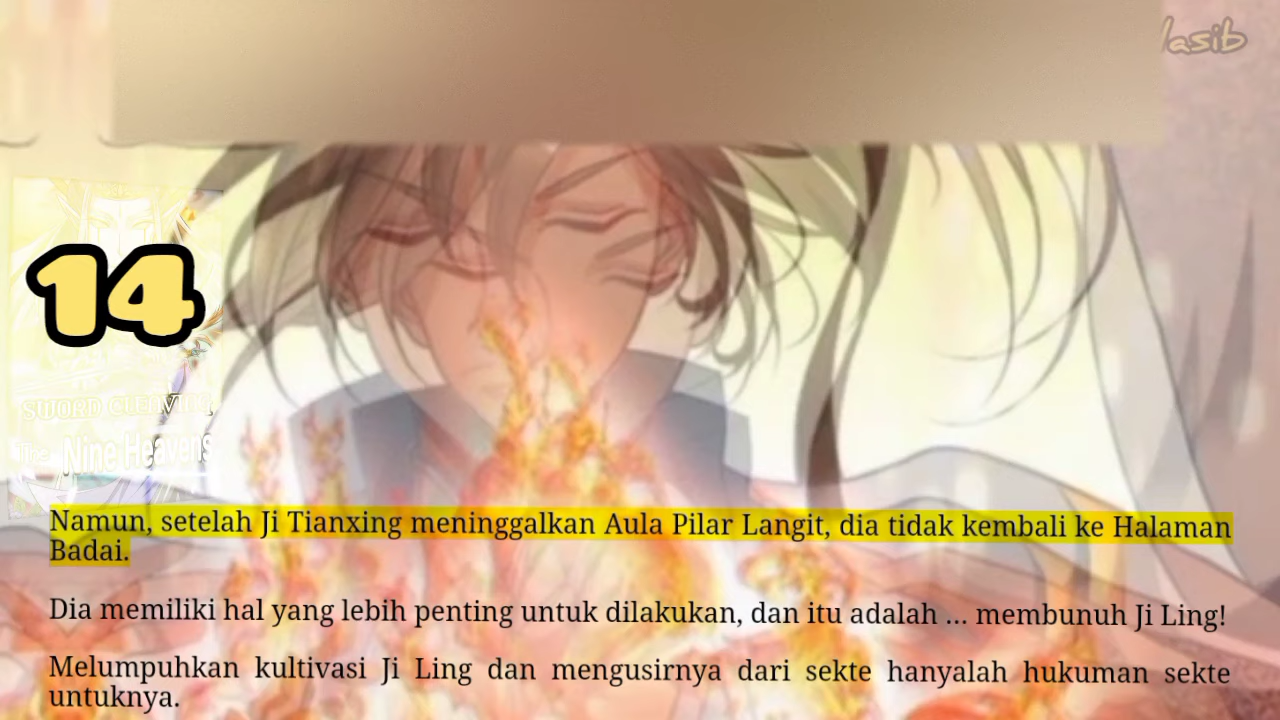 lasib
14
SWORD CLEAVING
The Nine Heavens
Namun, setelah Ji Tianxing meninggalkan Aula Pilar Langit, dia tidak kembali ke Halaman
Badai.
Dia memiliki hal yang lebih penting untuk dilakukan, dan itu adalah ... membunuh Ji Ling!
Melumpuhkan kultivasi Ji Ling dan mengusirnya dari sekte hanyalah hukuman sekte
untuknya.